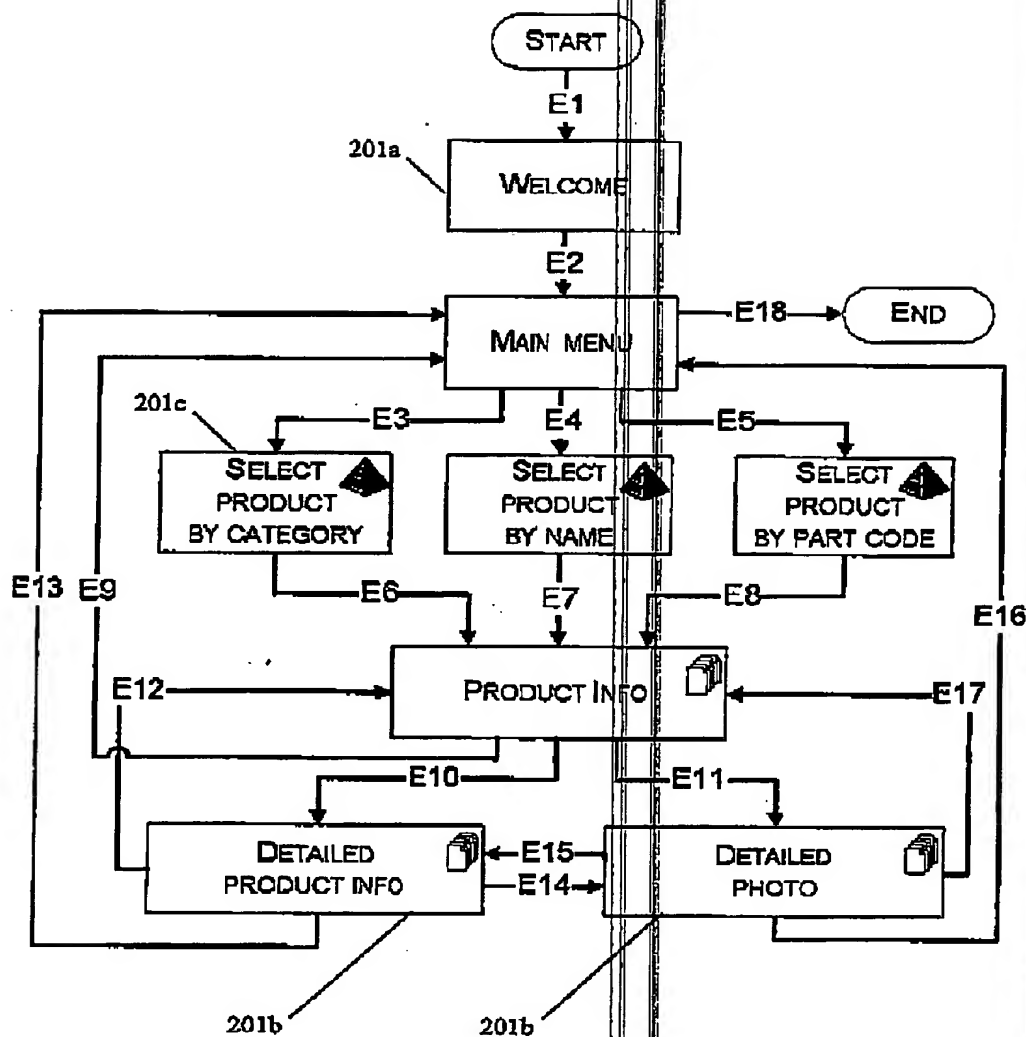 START
E1
201a
WELCOME
E2
MAIN MENU
E18
END
201c
E3
E4
E5
SELECT
PRODUCT
BY CATEGORY
SELECT
PRODUCT
BY NAME
SELECT
PRODUCT
BY PART CODE
E13
E9
E6
E7
E8
E16
E12
PRODUCT INFO
E17
E10
E11
DETAILED
PRODUCT INFO
E15
E14
DETAILED
PHOTO
201b
201b